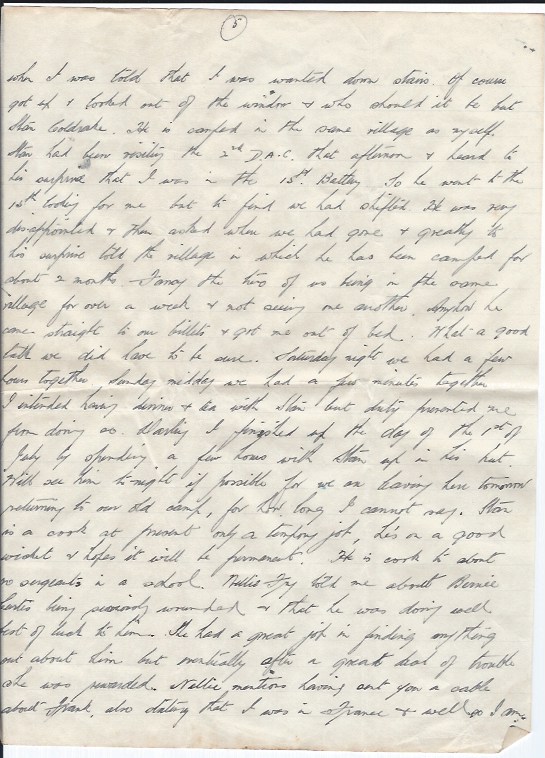 5
when I was told that I was wanted down stairs. Of course
got up & looked out of the window & who should it be but
Stan Coldrake. He is camped in the same village as myself.
Stan had been visiting the 2nd D.A.C. that afternoon & heard to
his surprise that I was in the 15th Battery. So he went to the
15th looking for me but to find we had shifted. He was very
disappointed & then asked where we had gone & greatly to
his surprise told the village in which he has been camped for
about 2 months. Fancy the two of us being in the same
village for over a week & not seeing one another. Anyhow he
came straight to our billets & got me out of bed. What a good
talk we did have to be sure. Saturday night we had a few
hours together, Sunday midday we had a few minutes together
I intended having dinner & tea with Stan but duty prevented me
from doing so. Darling I finished up the day of the 1st of
July by spending a few hours with Stan up in his hut.
Will see him to-night if possible for we are leaving here tomorrow
returning to our old camp, for how long I cannot say. Stan
is a cook at present only a temporary job, he's on a good
wicket & hopes it will be permanent. He is cook to about
sergeants in a school. Nellie Fry told me about Bernie
being seriously wounded & that he was doing well
best of luck to him. She had a great job in finding anything
out about him but eventually after a great deal of trouble
she was rewarded. Nellie mentions having sent you a cable
about Frank, also stating that I was in France & well so I am.